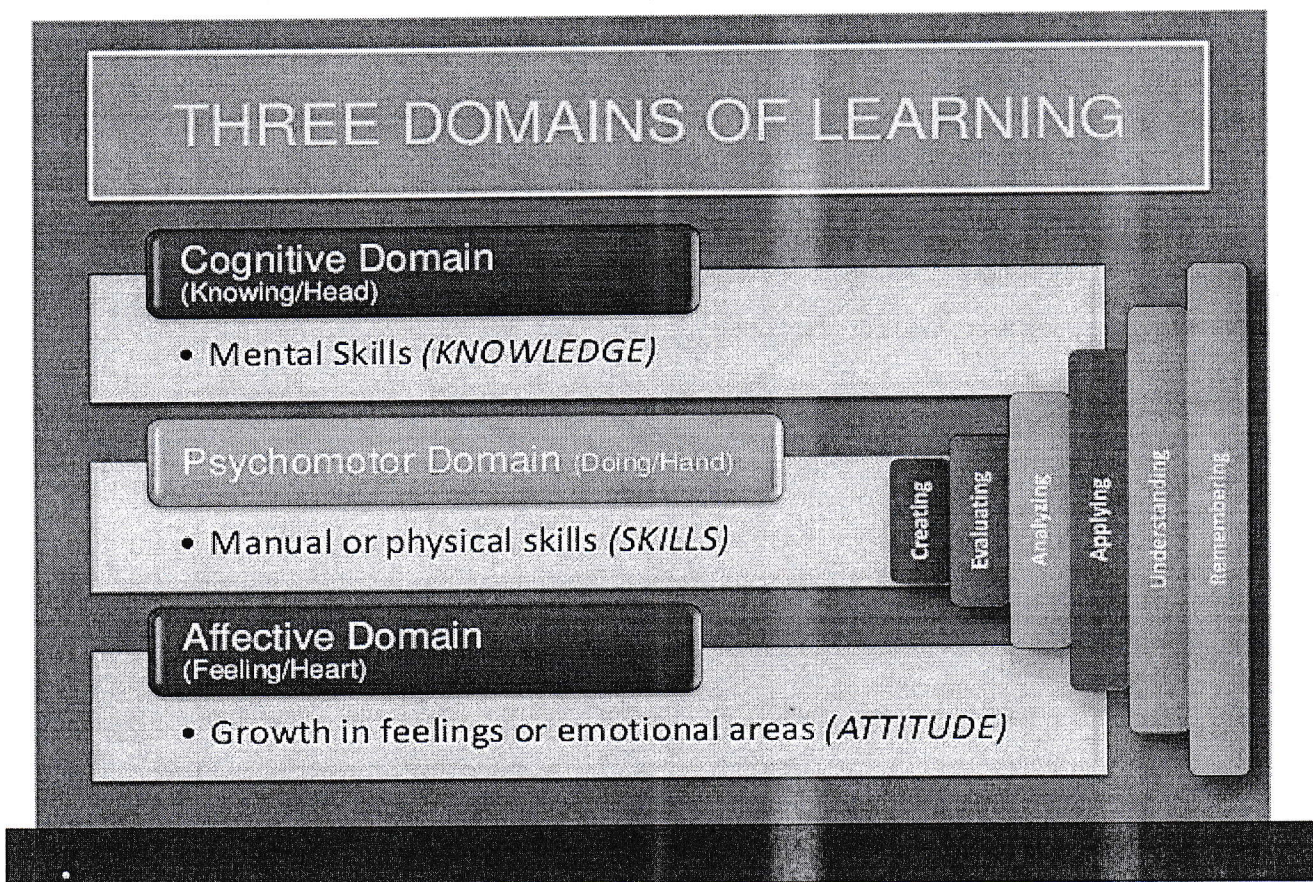 THREE DOMAINS OF LEARNING
Cognitive Domain
(Knowing/Head)
• Mental Skills (KNOWLEDGE)
Psychomotor Domain (Doing/Hand)
• Manual or physical skills (SKILLS)
Affective Domain
(Feeling/Heart)
• Growth in feelings or emotional areas (ATTITUDE)
Creating
Evaluating
Analyzing
Applying
Understanding
Remembering